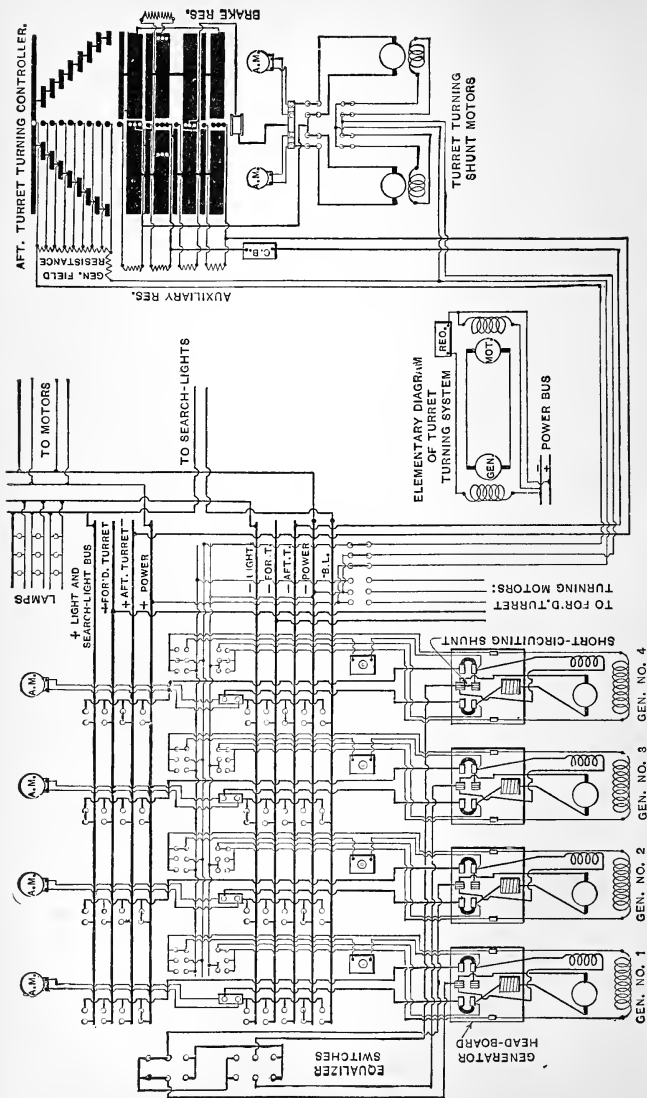 AFT. TURRET TURNING CONTROLLER.
BRAKE RES.
GEN. FIELD
RESISTANCE
AUXILIARY RES.
A.M.
A.M.
C.B.
TURRET TURNING
SHUNT MOTORS
TO MOTORS
TO SEARCH-LIGHTS
LAMPS
+ LIGHT AND
SEARCH-LIGHT BUS
+ FOR'D. TURRET
+ AFT. TURRET
+ POWER
- LIGHT
- FOR. T.
- AFT. T.
- POWER
-B.L.
ELEMENTARY DIAGRAM
OF TURRET
TURNING SYSTEM
REO.
MOT.
GEN
- POWER BUS
+
TO FOR'D. TURRET
TURNING MOTORS:
SHORT-CIRCUITING SHUNT
A.M.
A.M.
A.M.
A.M.
EQUALIZER
SWITCHES
GENERATOR
HEAD-BOARD
GEN. NO. 1
GEN. NO. 2
GEN. NO. 3
GEN. NO. 4